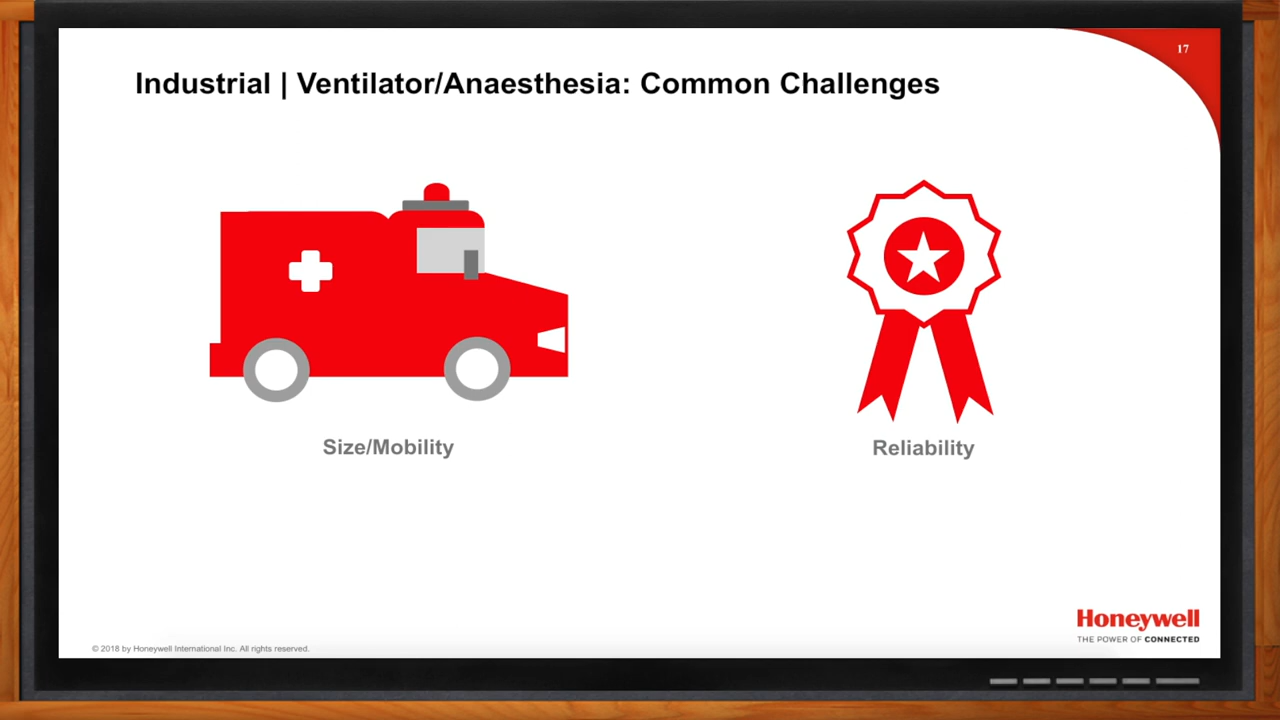 17
Industrial | Ventilator/Anaesthesia: Common Challenges
Size/Mobility
Reliability
Honeywell
THE POWER OF CONNECTED
© 2018 by Honeywell International Inc. All rights reserved.